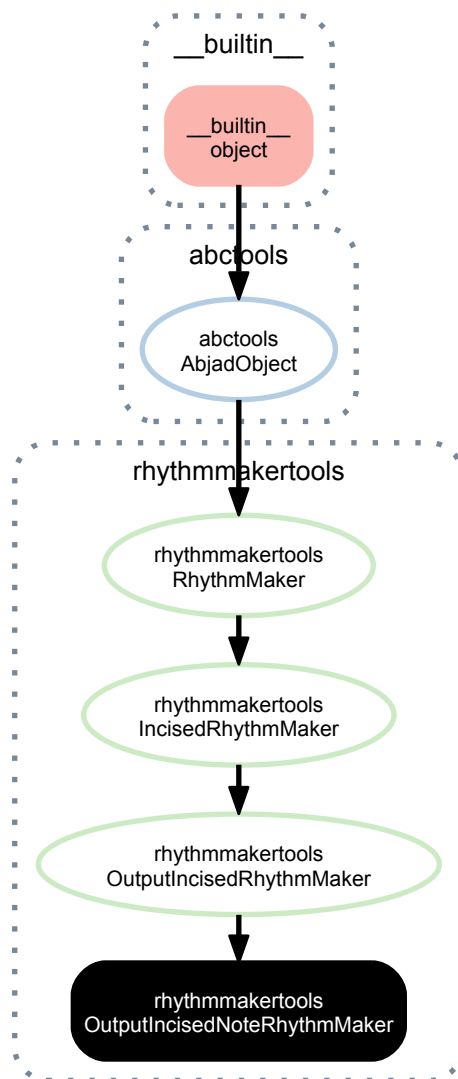 __builtin__
__builtin__
object
abctools
abctools
AbjadObject
rhythmmakertools
rhythmmakertools
RhythmMaker
rhythmmakertools
IncisedRhythmMaker
rhythmmakertools
OutputIncisedRhythmMaker
rhythmmakertools
OutputIncisedNoteRhythmMaker